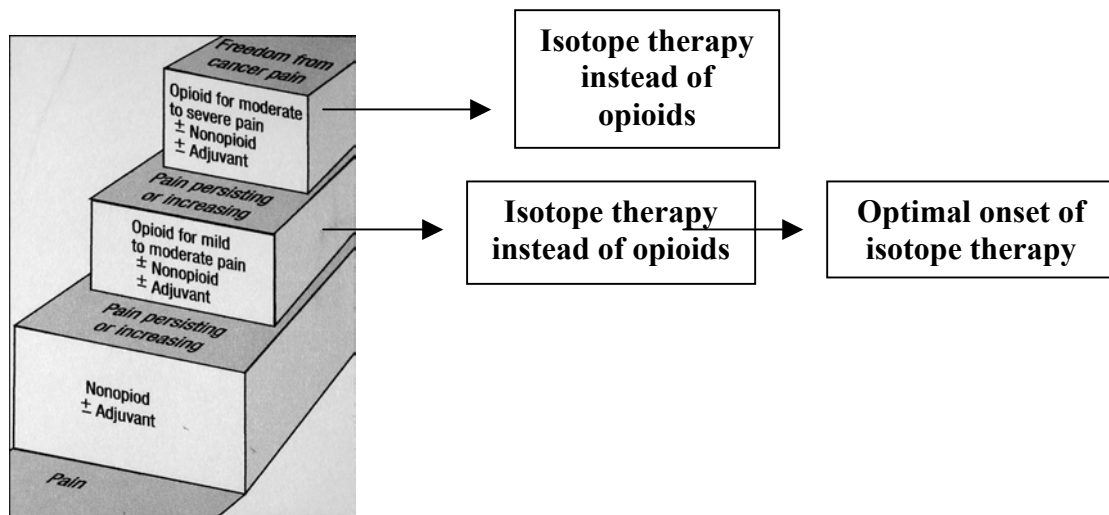 Freedom from
cancer pain
Opioid for moderate
to severe pain
± Nonopioid
± Adjuvant
Pain persisting
or increasing
Opioid for mild
to moderate pain
± Nonopioid
± Adjuvant
Pain persisting
or increasing
Nonopiod
± Adjuvant
Pain
Isotope therapy
instead of
opioids
Isotope therapy
instead of opioids
Optimal onset of
isotope therapy